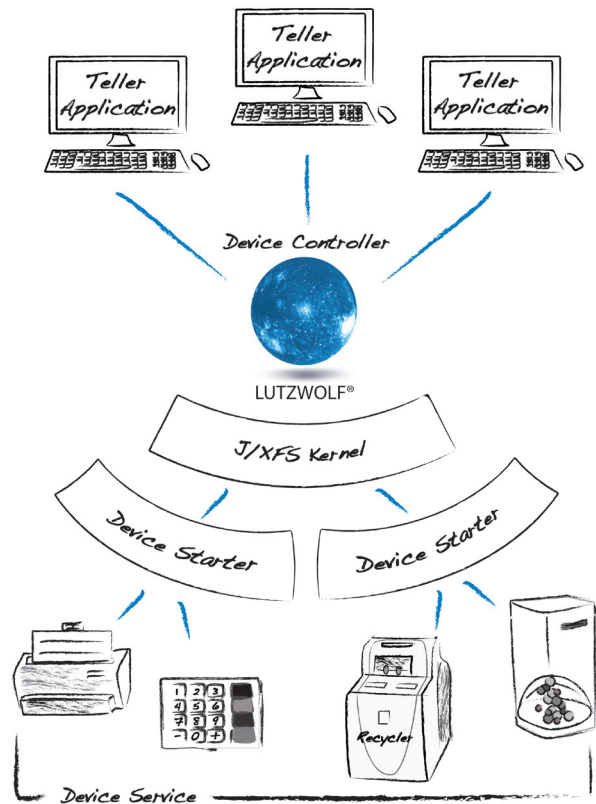 Teller
Application
Teller
Application
Teller
Application
Device Controller
LUTZWOLF®
J/XFS Kernel
Device Starter
Device Starter
1 2 3
4 5 6
7 8 9
- 0 +
Recycler
Device Service